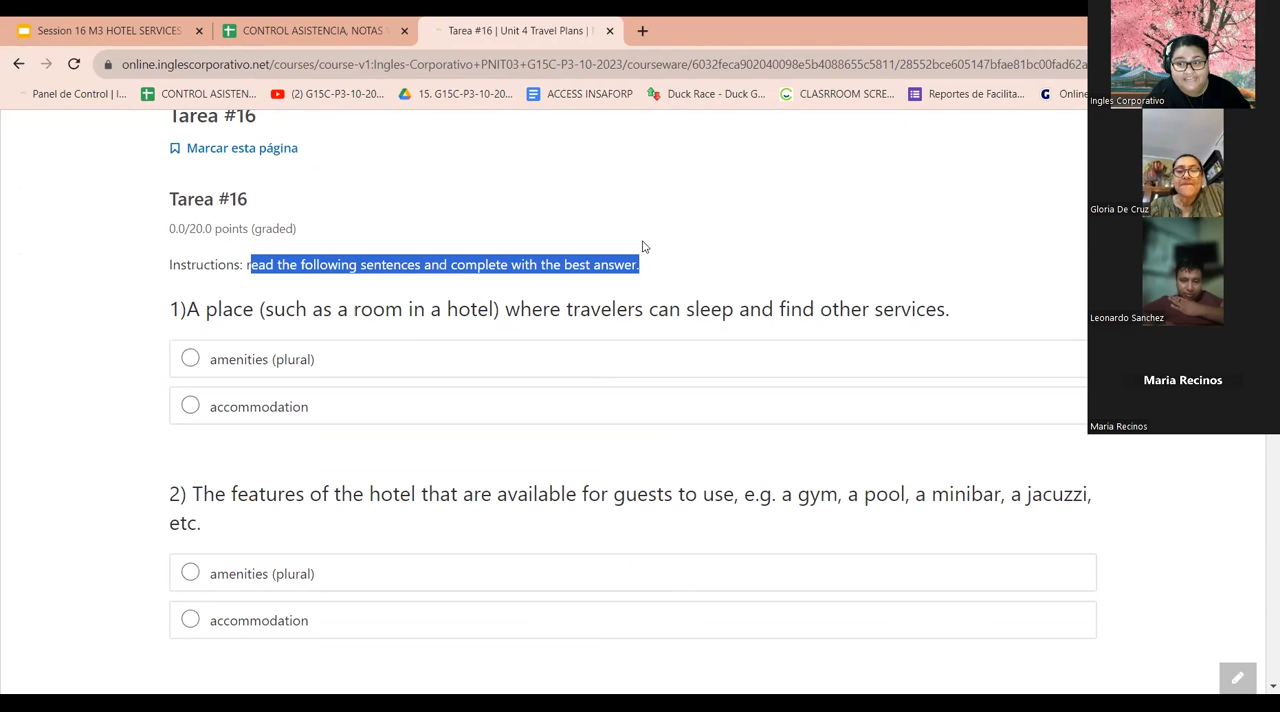 Session 16 M3 HOTEL SERVICES
CONTROL ASISTENCIA, NOTAS
Tarea #16 | Unit 4 Travel Plans |
online.inglescorporativo.net/courses/course-v1:Ingles-Corporativo+PNIT03+G15C-P3-10-2023/courseware/6032feca902040098e5b4088655c5811/28552bce605147bfae81bc00fad62a
Panel de Control | I...
CONTROL ASISTEN...
(2) G15C-P3-10-20...
15. G15C-P3-10-20...
ACCESS INSAFORP
Duck Race - Duck G...
CLASRROOM SCRE...
Reportes de Facilita...
Online
Ingles Corporativo
Gloria De Cruz
Leonardo Sanchez
Maria Recinos
Maria Recinos
Tarea #16
Marcar esta página
Tarea #16
0.0/20.0 points (graded)
Instructions: read the following sentences and complete with the best answer.
1)A place (such as a room in a hotel) where travelers can sleep and find other services.
amenities (plural)
accommodation
2) The features of the hotel that are available for guests to use, e.g. a gym, a pool, a minibar, a jacuzzi,
etc.
amenities (plural)
accommodation